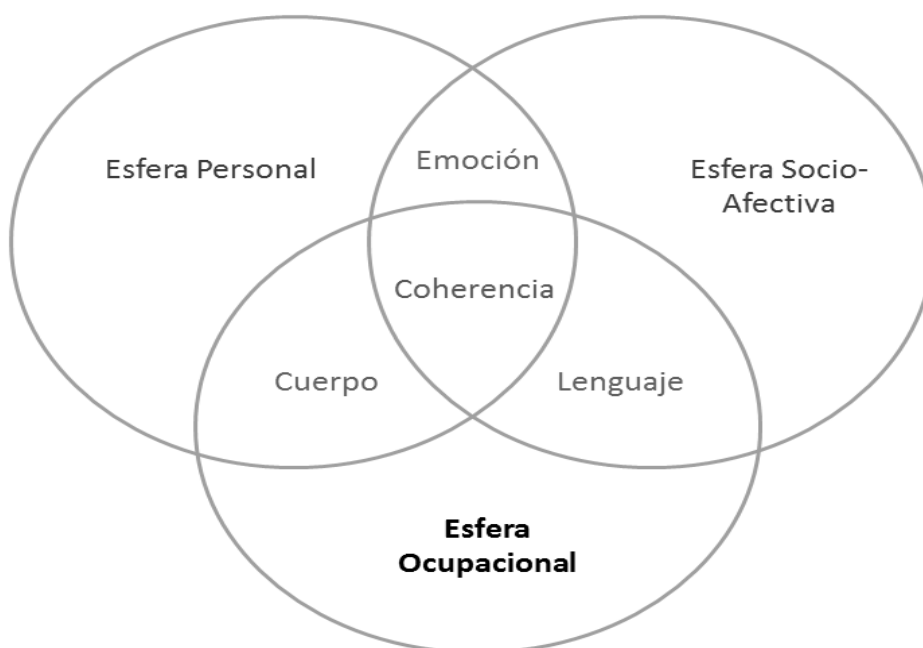 Emoción
Esfera Personal
Esfera Socio-
Afectiva
Coherencia
Cuerpo
Lenguaje
Esfera
Ocupacional